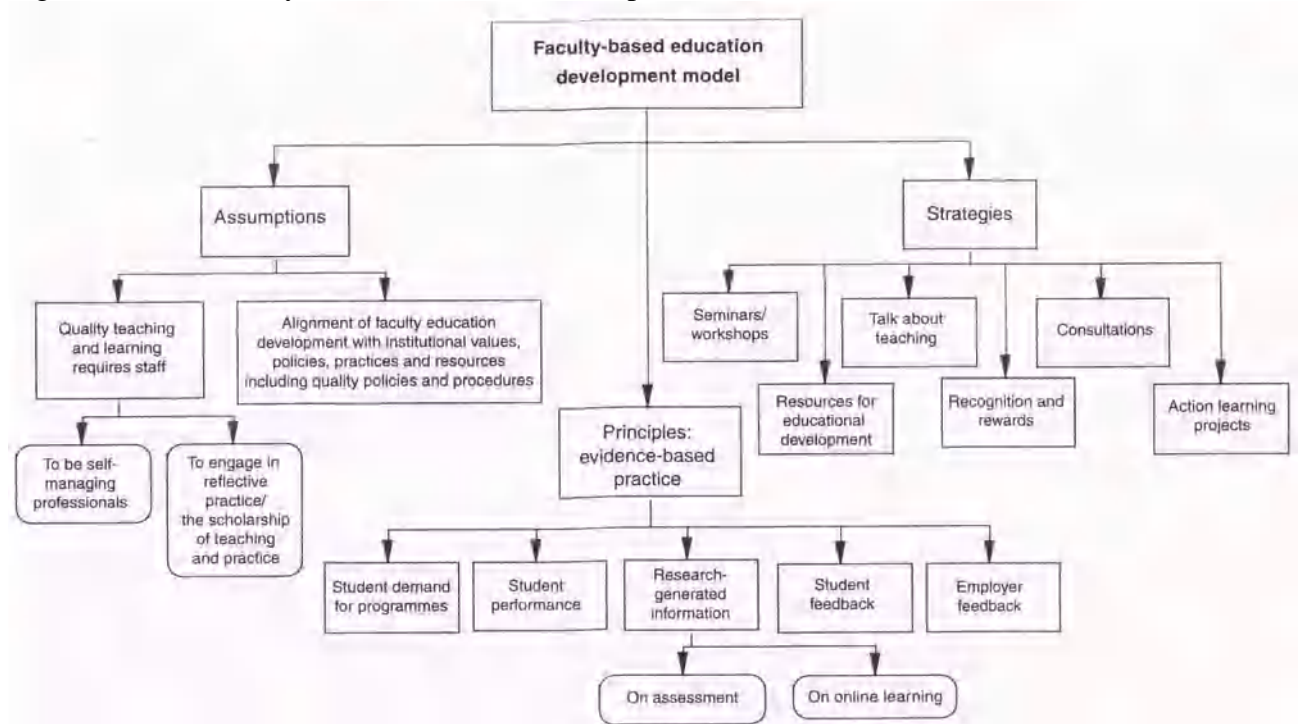 Faculty-based education
development model
Assumptions
Strategies
Quality teaching
and learning
requires staff
Alignment of faculty education
development with institutional values,
policies, practices and resources
including quality policies and procedures
Seminars/
workshops
Talk about
teaching
Consultations
Resources for
educational
development
Recognition and
rewards
Action learning
projects
To be self-
managing
professionals
To engage in
reflective
practice/
the scholarship
of teaching
and practice
Principles:
evidence-based
practice
Student demand
for programmes
Student
performance
Research-
generated
information
Student
feedback
Employer
feedback
On assessment
On online learning